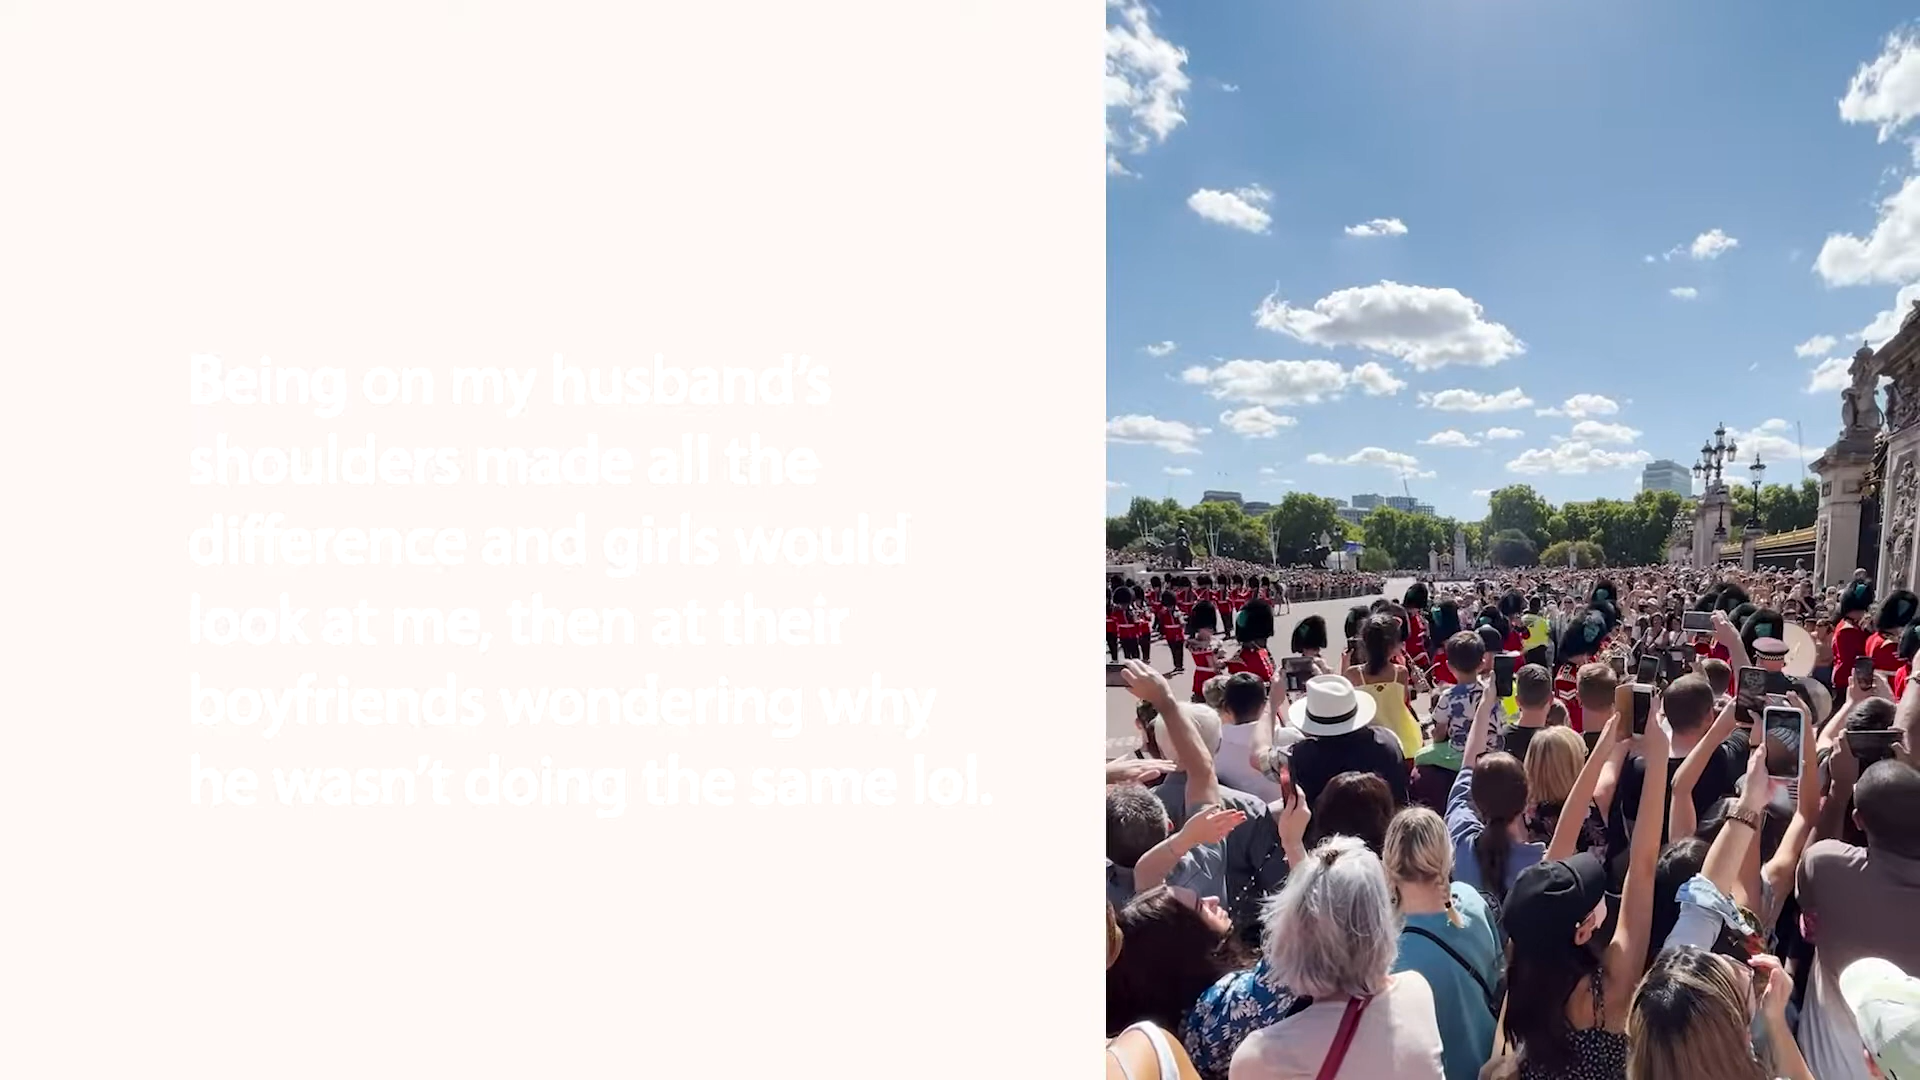 Being on my husband's
shoulders made all the
difference and girls would
look at me, then at their
boyfriends wondering why
he wasn't doing the same lol.